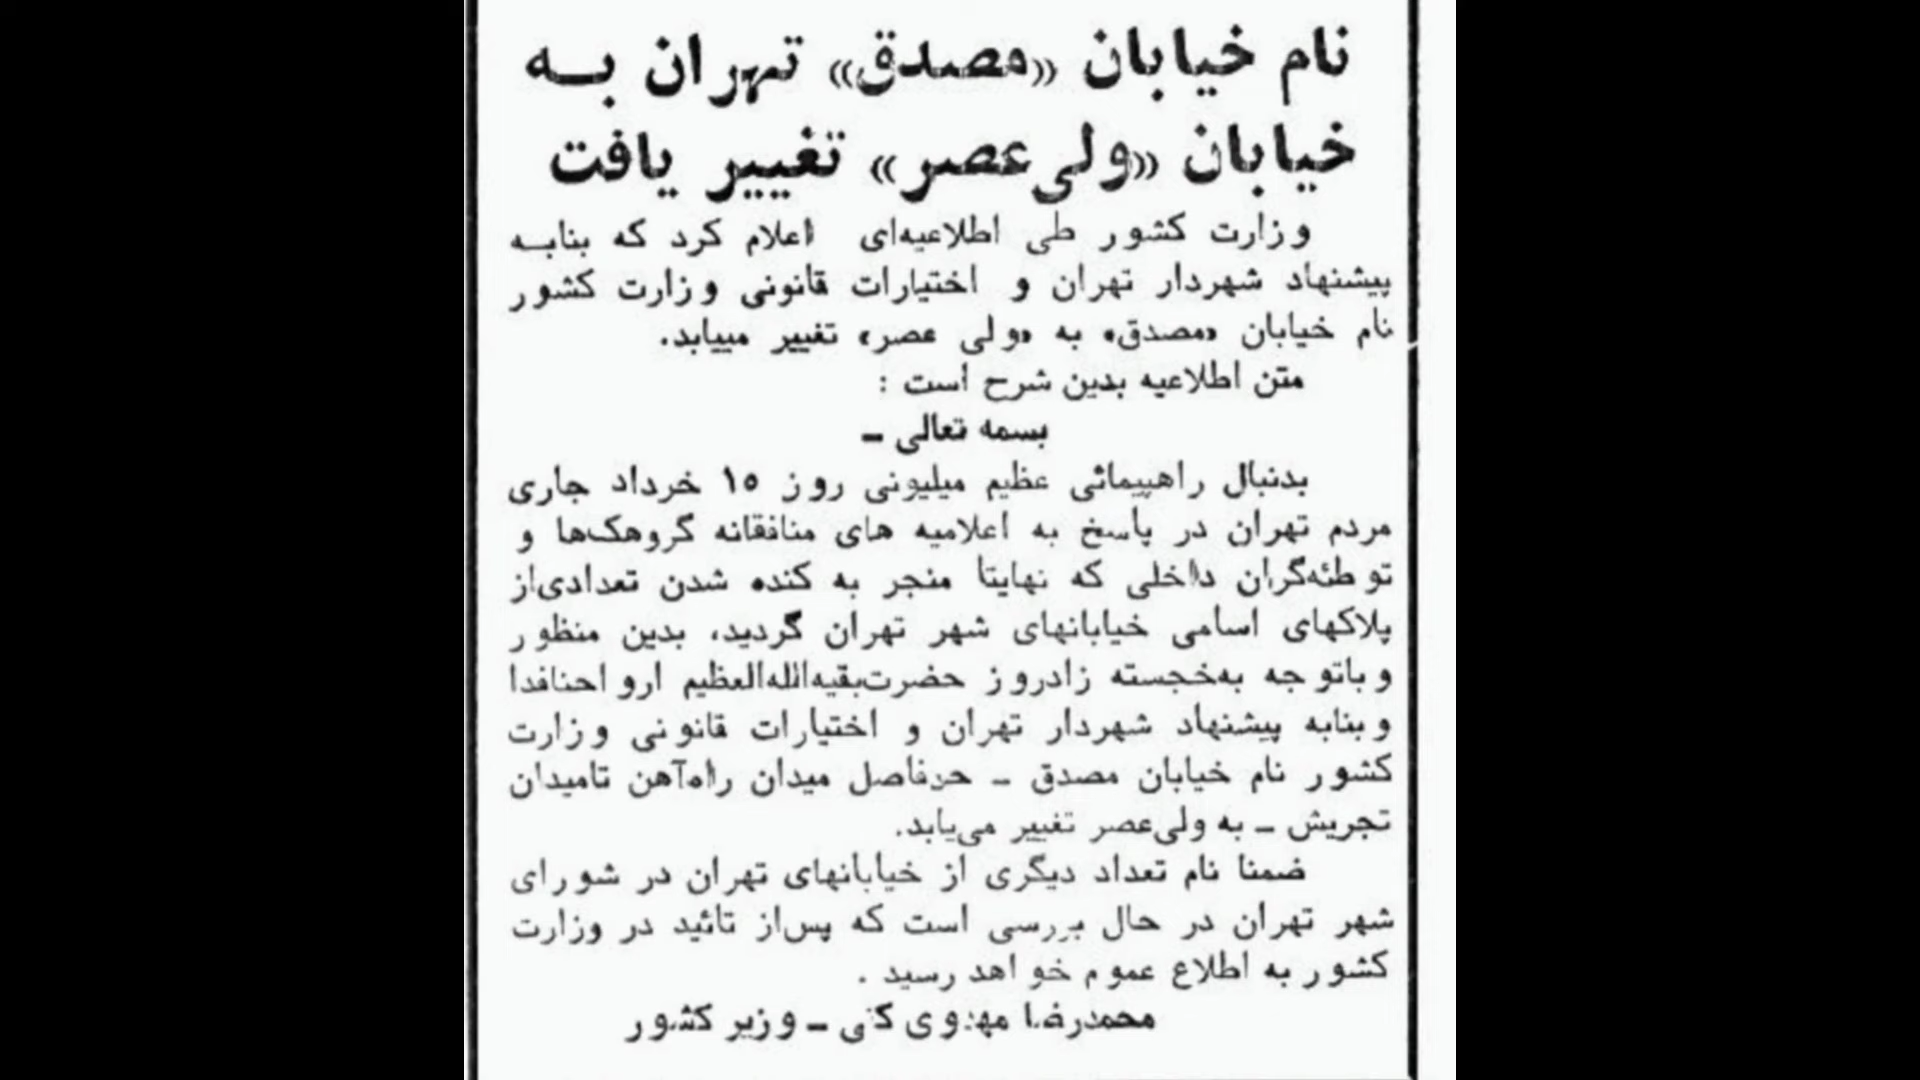 نام خیابان «مصدق» تهران بـه
خیابان «ولی‌عصر» تغییر یافت
وزارت کشور طی اطلاعیه‌ای اعلام کرد که بنابـه
پیشنهاد شهردار تهران و اختیارات قانونی وزارت کشور
نام خیابان «مصدق» به «ولی عصر» تغییر مییابد.
متن اطلاعیه بدین شرح است :
بسمه تعالی ـ
بدنبال راهپیمائی عظیم میلیونی روز ۱۵ خرداد جاری
مردم تهران در پاسخ به اعلامیه های منافقانه گروهک‌ها و
توطئه‌گران داخلی که نهایتا منجر به کنده شدن تعدادی‌از
پلاکهای اسامی خیابانهای شهر تهران گردید، بدین منظور
وباتوجه به‌خجسته زادروز حضرت‌بقیه‌الله‌العظیم ارواحنافدا
وبنابه پیشنهاد شهردار تهران و اختیارات قانونی وزارت
کشور نام خیابان مصدق ـ حدفاصل میدان راه‌آهن تامیدان
تجریش ـ به ولی‌عصر تغییر می‌یابد.
ضمنا نام تعداد دیگری از خیابانهای تهران در شورای
شهر تهران در حال بررسی است که پس‌از تائید در وزارت
کشور به اطلاع عموم خواهد رسید .
محمدرضا مهدوی کنی ـ وزیر کشور